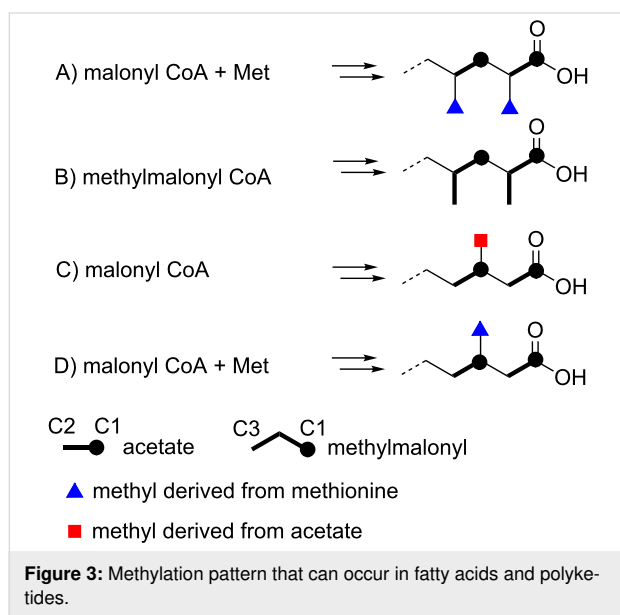 A) malonyl CoA + Met
O
OH
B) methylmalonyl CoA
O
OH
C) malonyl CoA
O
OH
D) malonyl CoA + Met
O
OH
C2 C1 acetate
C3 C1 methylmalonyl
methyl derived from methionine
methyl derived from acetate
Figure 3: Methylation pattern that can occur in fatty acids and polyke-
tides.